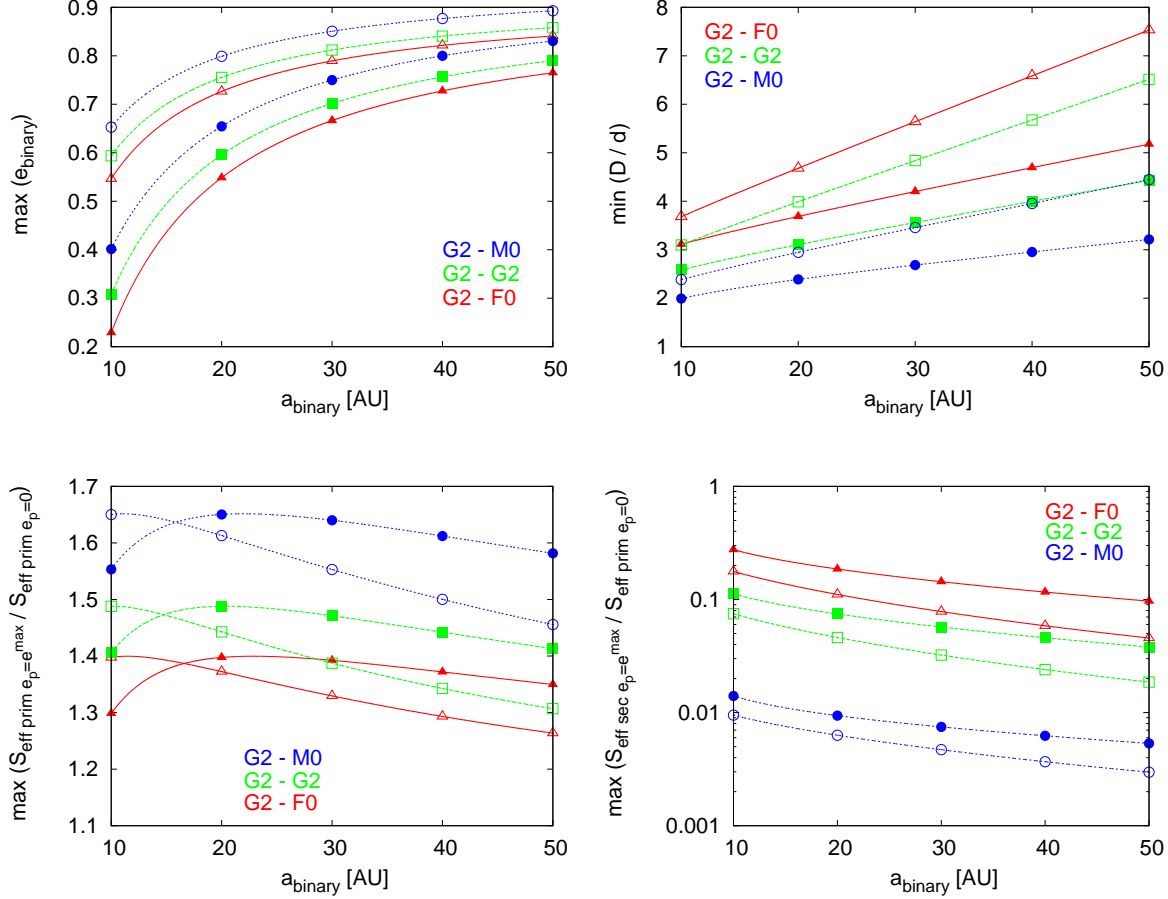 max (e_binary)
0.9
0.8
0.7
0.6
0.5
0.4
0.3
0.2
G2 - M0
G2 - G2
G2 - F0
10 20 30 40 50
a_binary [AU]
min (D / d)
8
7
6
5
4
3
2
1
G2 - F0
G2 - G2
G2 - M0
10 20 30 40 50
a_binary [AU]
max (S_eff prim e_p=e^max / S_eff prim e_p=0)
1.7
1.6
1.5
1.4
1.3
1.2
1.1
G2 - M0
G2 - G2
G2 - F0
10 20 30 40 50
a_binary [AU]
max (S_eff sec e_p=e^max / S_eff prim e_p=0)
1
0.1
0.01
0.001
G2 - F0
G2 - G2
G2 - M0
10 20 30 40 50
a_binary [AU]